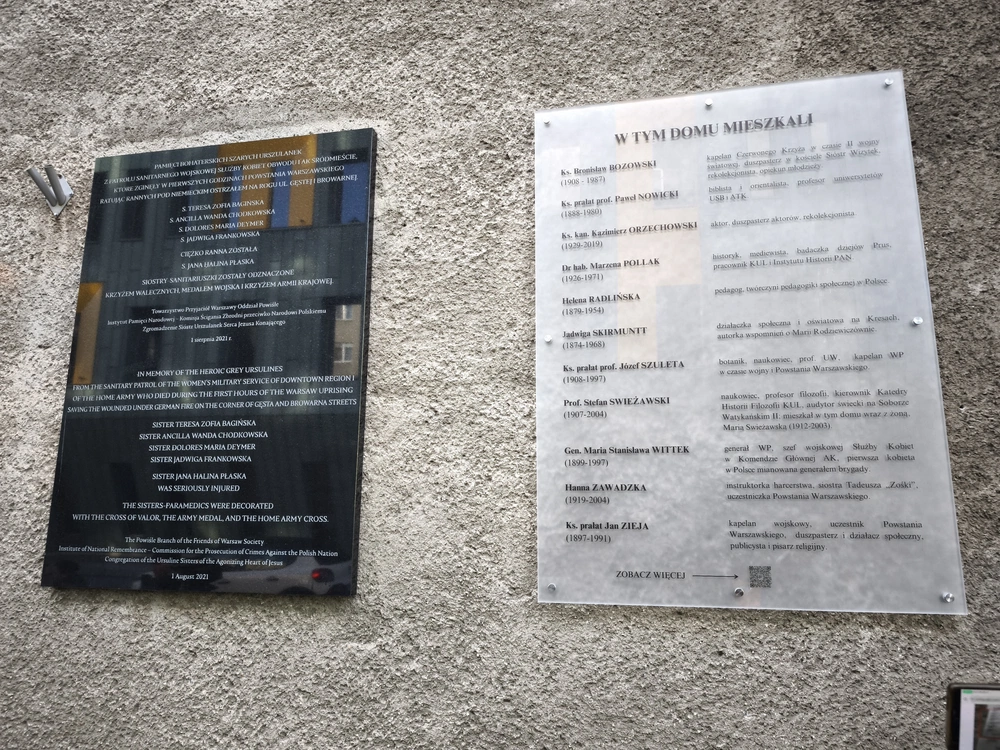 PAMIĘCI BOHATERSKICH SZARYCH URSZULANEK
Z PATROLU SANITARNEGO WOJSKOWEJ SŁUŻBY KOBIET OBWODU I AK ŚRÓDMIEŚCIE,
KTÓRE ZGINĘŁY W PIERWSZYCH GODZINACH POWSTANIA WARSZAWSKIEGO
RATUJĄC RANNYCH POD NIEMIECKIM OSTRZAŁEM NA ROGU UL. GĘSTEJ I BROWARNEJ.
S. TERESA ZOFIA BAGIŃSKA
S. ANCILLA WANDA CHODKOWSKA
S. DOLORES MARIA DEYMER
S. JADWIGA FRANKOWSKA
CIĘŻKO RANNA ZOSTAŁA
S. JANA HALINA PŁASKA
SIOSTRY-SANITARIUSZKI ZOSTAŁY ODZNACZONE
KRZYŻEM WALECZNYCH, MEDALEM WOJSKA I KRZYŻEM ARMII KRAJOWEJ.
Towarzystwo Przyjaciół Warszawy Oddział Powiśle
Instytut Pamięci Narodowej - Komisja Ścigania Zbrodni przeciwko Narodowi Polskiemu
Zgromadzenie Sióstr Urszulanek Serca Jezusa Konającego
1 sierpnia 2021 r.
IN MEMORY OF THE HEROIC GREY URSULINES
FROM THE SANITARY PATROL OF THE WOMEN'S MILITARY SERVICE OF DOWNTOWN REGION I
OF THE HOME ARMY WHO DIED DURING THE FIRST HOURS OF THE WARSAW UPRISING
SAVING THE WOUNDED UNDER GERMAN FIRE ON THE CORNER OF GĘSTA AND BROWARNA STREETS
SISTER TERESA ZOFIA BAGIŃSKA
SISTER ANCILLA WANDA CHODKOWSKA
SISTER DOLORES MARIA DEYMER
SISTER JADWIGA FRANKOWSKA
SISTER JANA HALINA PŁASKA
WAS SERIOUSLY INJURED
THE SISTERS-PARAMEDICS WERE DECORATED
WITH THE CROSS OF VALOR, THE ARMY MEDAL, AND THE HOME ARMY CROSS.
The Powiśle Branch of the Friends of Warsaw Society
Institute of National Remembrance – Commission for the Prosecution of Crimes Against the Polish Nation
Congregation of the Ursuline Sisters of the Agonizing Heart of Jesus
1 August 2021
W TYM DOMU MIESZKALI
Ks. Bronisław BOZOWSKI
(1908 - 1987)
kapelan Czerwonego Krzyża w czasie II wojny
światowej, duszpasterz w kościele Sióstr Wizytek,
rekolekcjonista, opiekun młodzieży
Ks. prałat prof. Paweł NOWICKI
(1888-1980)
biblista i orientalista, profesor uniwersytetów
USB i ATK
Ks. kan. Kazimierz ORZECHOWSKI
(1929-2019)
aktor, duszpasterz aktorów, rekolekcjonista
Dr hab. Marzena POLLAK
(1926-1971)
historyk, mediewista, badaczka dziejów Prus,
pracownik KUL i Instytutu Historii PAN
Helena RADLIŃSKA
(1879-1954)
pedagog, twórczyni pedagogiki społecznej w Polsce
Jadwiga SKIRMUNTT
(1874-1968)
działaczka społeczna i oświatowa na Kresach,
autorka wspomnień o Marii Rodziewiczównie
Ks. prałat prof. Józef SZULETA
(1908-1997)
botanik, naukowiec, prof. UW, kapelan WP
w czasie wojny i Powstania Warszawskiego
Prof. Stefan SWIEŻAWSKI
(1907-2004)
naukowiec, profesor filozofii, kierownik Katedry
Historii Filozofii KUL, audytor świecki na Soborze
Watykańskim II, mieszkał w tym domu wraz z żoną,
Marią Swieżawską (1912-2003)
Gen. Maria Stanisława WITTEK
(1899-1997)
generał WP, szef wojskowej Służby Kobiet
w Komendzie Głównej AK, pierwsza kobieta
w Polsce mianowana generałem brygady
Hanna ZAWADZKA
(1919-2004)
instruktorka harcerstwa, siostra Tadeusza „Zośki”,
uczestniczka Powstania Warszawskiego
Ks. prałat Jan ZIEJA
(1897-1991)
kapelan wojskowy, uczestnik Powstania
Warszawskiego, duszpasterz i działacz społeczny,
publicysta i pisarz religijny
ZOBACZ WIĘCEJ